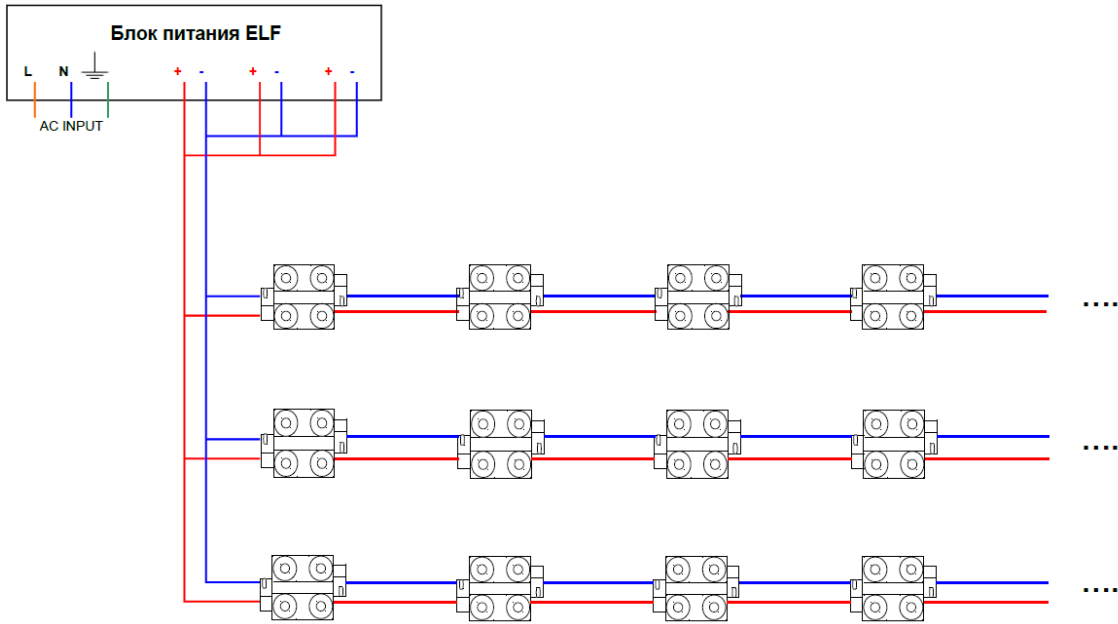 Блок питания ELF
L N + - + - + -
AC INPUT
....
....
....